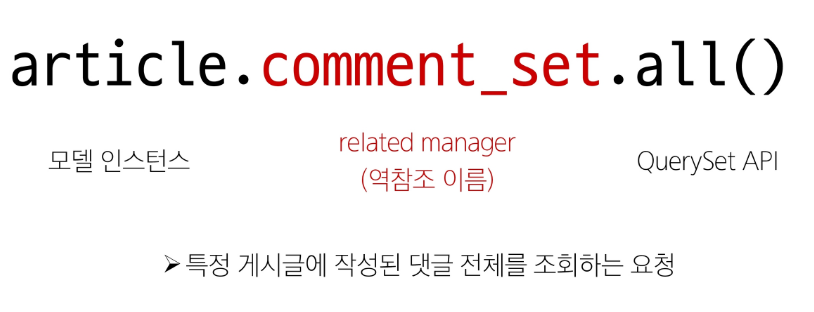 article.comment_set.all()
모델 인스턴스
related manager
(역참조 이름)
QuerySet API
➢ 특정 게시글에 작성된 댓글 전체를 조회하는 요청